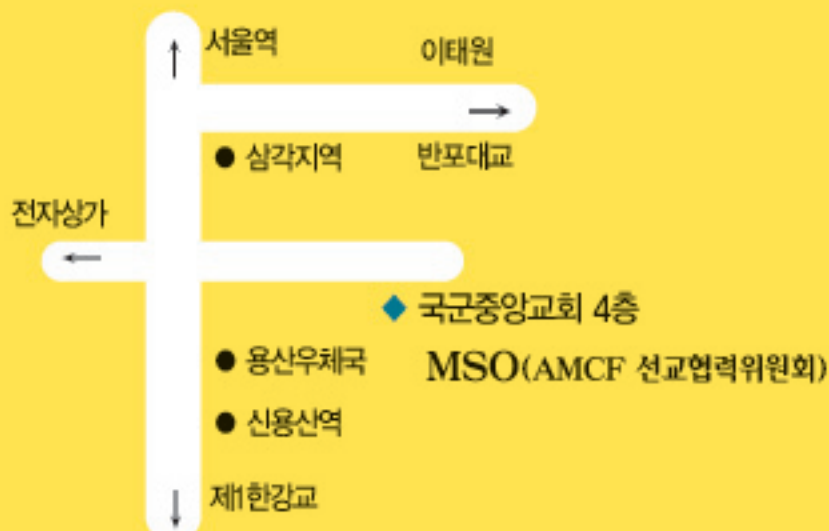 서울역
이태원
● 삼각지역
반포대교
전자상가
◆ 국군중앙교회 4층
● 용산우체국
MSO(AMCF 선교협력위원회)
● 신용산역
제1한강교